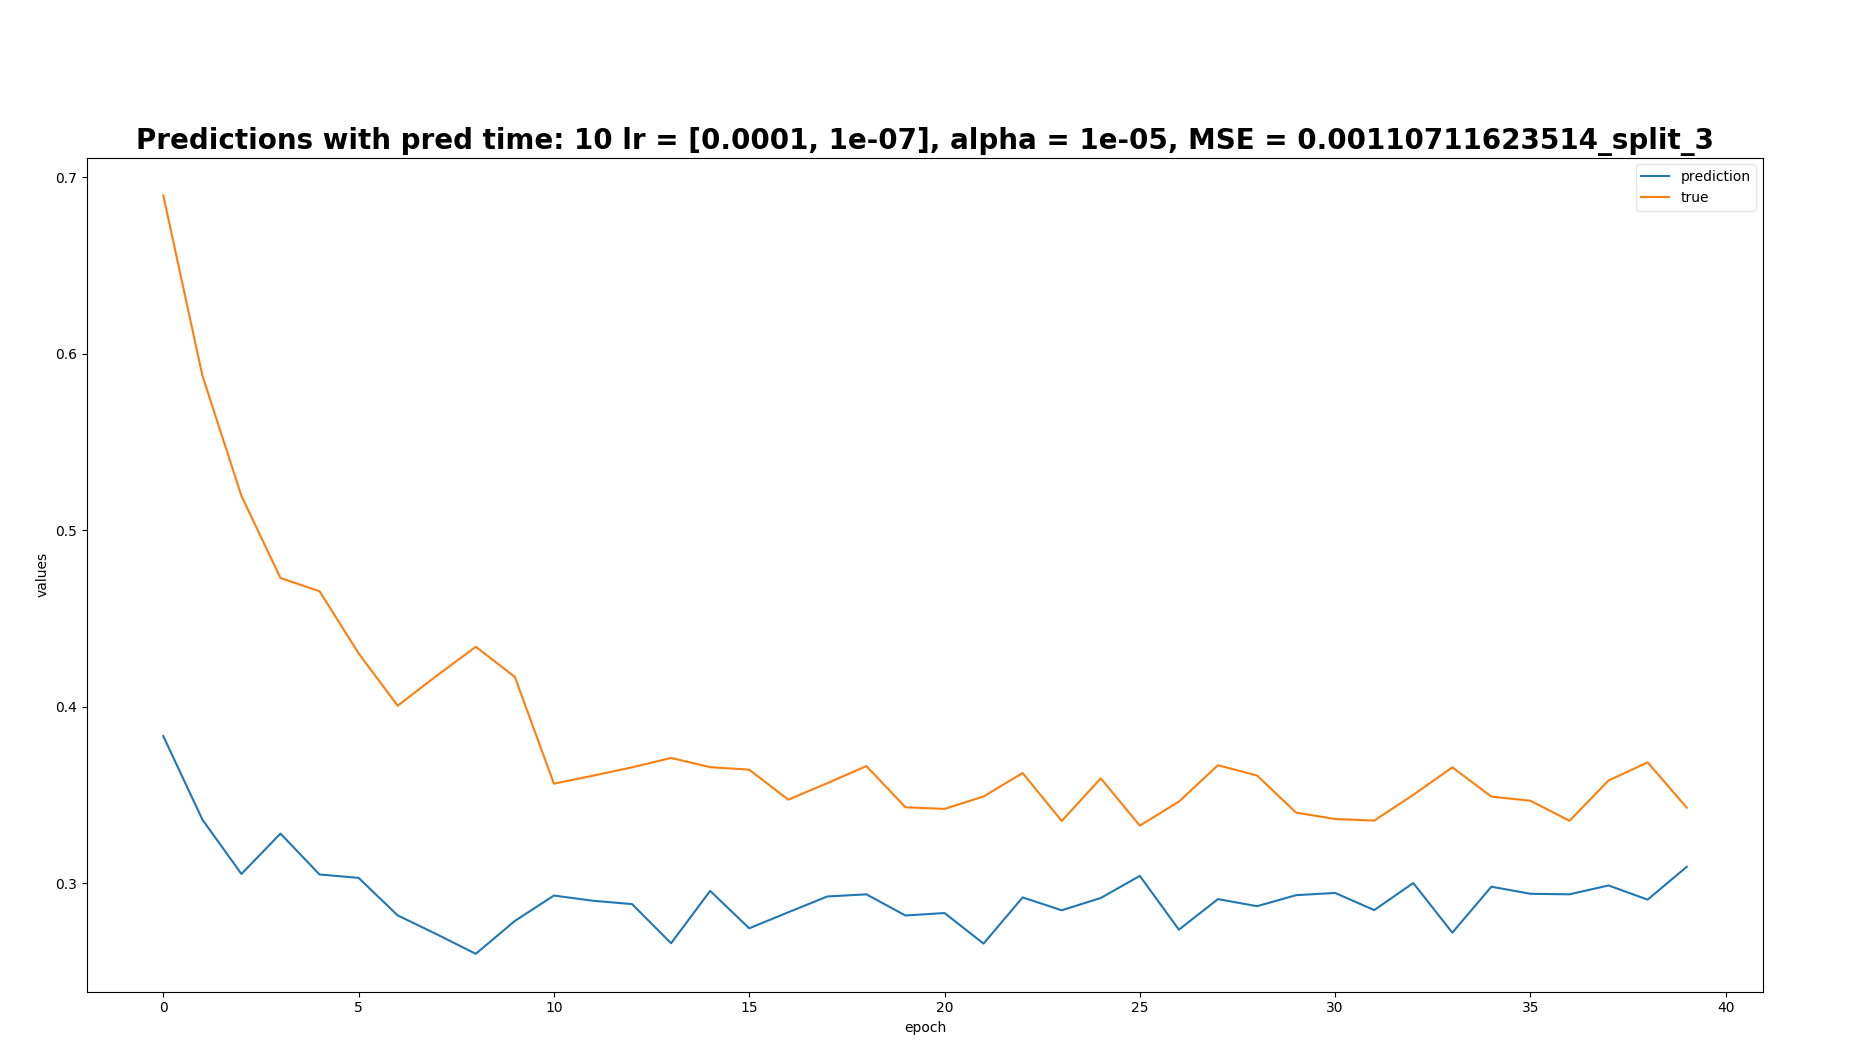 Predictions with pred time: 10 lr = [0.0001, 1e-07], alpha = 1e-05, MSE = 0.00110711623514_split_3
prediction
true
0.7
0.6
0.5
0.4
0.3
values
0 5 10 15 20 25 30 35 40
epoch